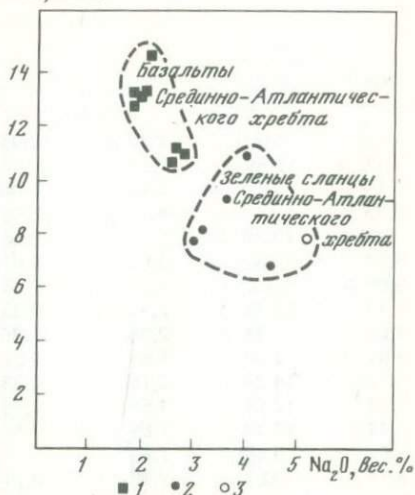 14
12
10
8
6
4
2
Базальты
Срединно-Атлантичес-
кого хребта
Зеленые сланцы
Срединно-Атлан-
тического
хребта
1 2 3 4 5 Na₂O, вес.%
1 2 3